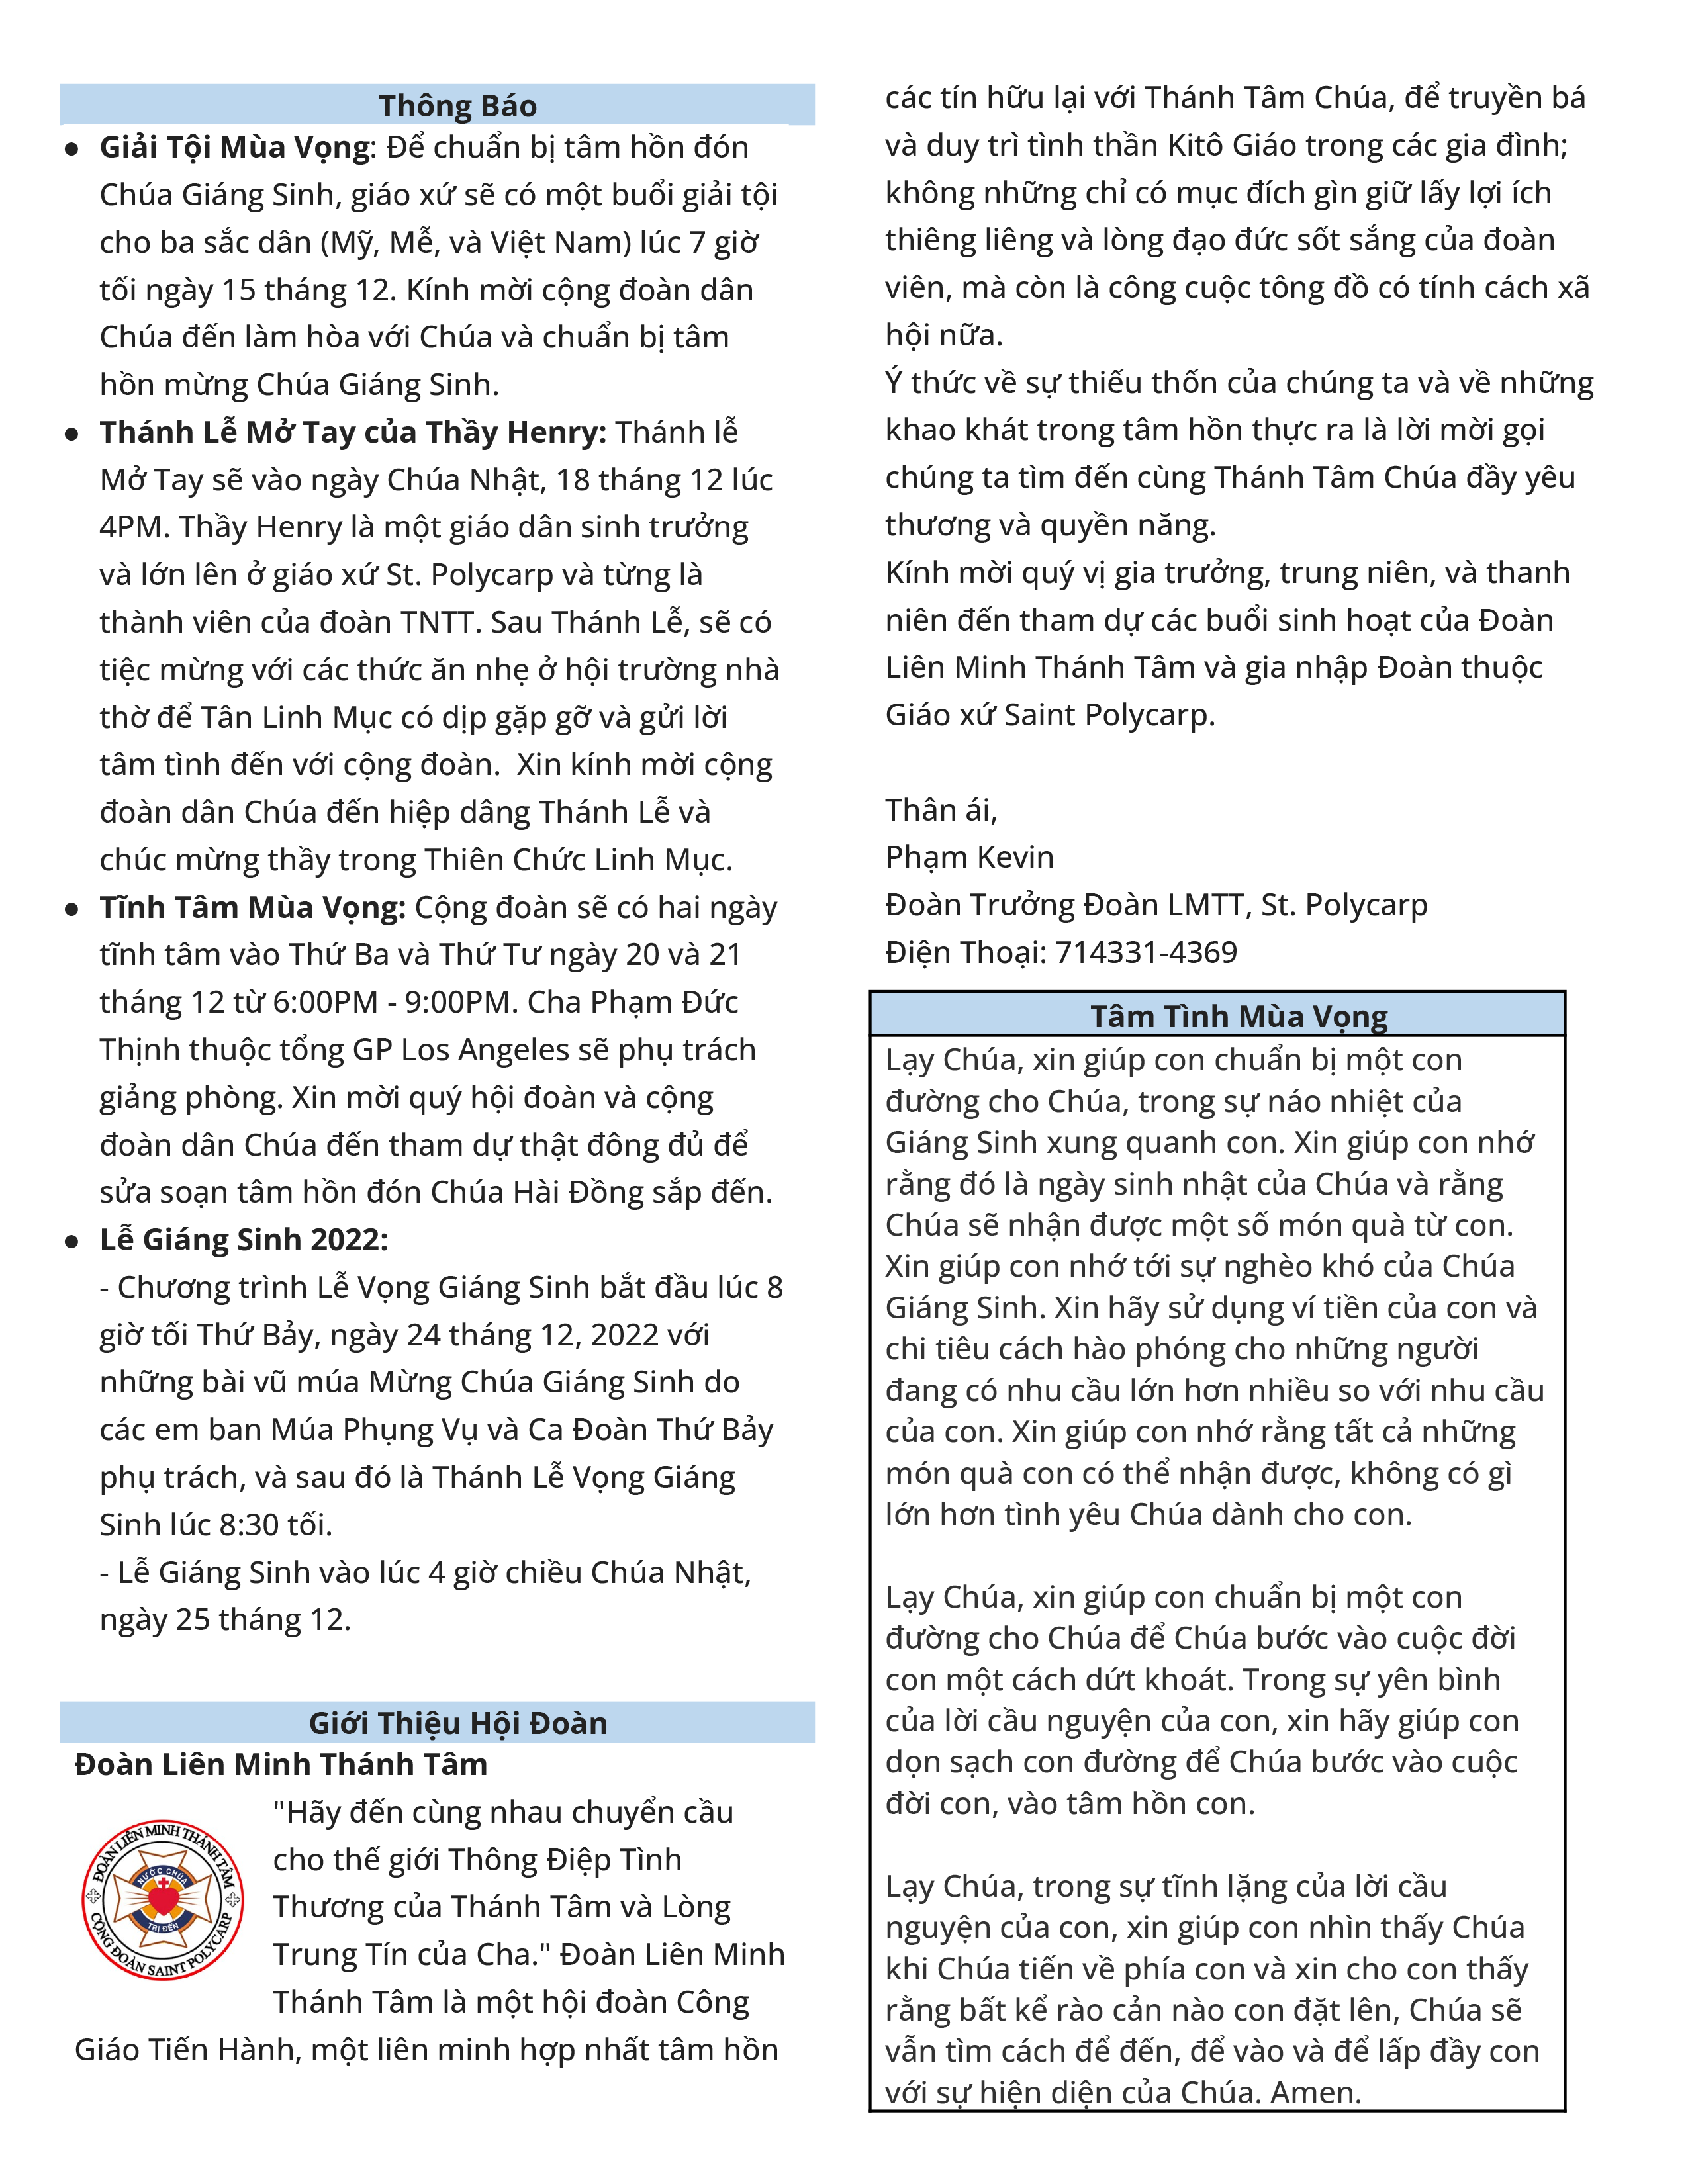 Thông Báo
● Giải Tội Mùa Vọng: Để chuẩn bị tâm hồn đón
Chúa Giáng Sinh, giáo xứ sẽ có một buổi giải tội
cho ba sắc dân (Mỹ, Mễ, và Việt Nam) lúc 7 giờ
tối ngày 15 tháng 12. Kính mời cộng đoàn dân
Chúa đến làm hòa với Chúa và chuẩn bị tâm
hồn mừng Chúa Giáng Sinh.
● Thánh Lễ Mở Tay của Thầy Henry: Thánh lễ
Mở Tay sẽ vào ngày Chúa Nhật, 18 tháng 12 lúc
4PM. Thầy Henry là một giáo dân sinh trưởng
và lớn lên ở giáo xứ St. Polycarp và từng là
thành viên của đoàn TNTT. Sau Thánh Lễ, sẽ có
tiệc mừng với các thức ăn nhẹ ở hội trường nhà
thờ để Tân Linh Mục có dịp gặp gỡ và gửi lời
tâm tình đến với cộng đoàn. Xin kính mời cộng
đoàn dân Chúa đến hiệp dâng Thánh Lễ và
chúc mừng thầy trong Thiên Chức Linh Mục.
● Tĩnh Tâm Mùa Vọng: Cộng đoàn sẽ có hai ngày
tĩnh tâm vào Thứ Ba và Thứ Tư ngày 20 và 21
tháng 12 từ 6:00PM - 9:00PM. Cha Phạm Đức
Thịnh thuộc tổng GP Los Angeles sẽ phụ trách
giảng phòng. Xin mời quý hội đoàn và cộng
đoàn dân Chúa đến tham dự thật đông đủ để
sửa soạn tâm hồn đón Chúa Hài Đồng sắp đến.
● Lễ Giáng Sinh 2022:
- Chương trình Lễ Vọng Giáng Sinh bắt đầu lúc 8
giờ tối Thứ Bảy, ngày 24 tháng 12, 2022 với
những bài vũ múa Mừng Chúa Giáng Sinh do
các em ban Múa Phụng Vụ và Ca Đoàn Thứ Bảy
phụ trách, và sau đó là Thánh Lễ Vọng Giáng
Sinh lúc 8:30 tối.
- Lễ Giáng Sinh vào lúc 4 giờ chiều Chúa Nhật,
ngày 25 tháng 12.
Giới Thiệu Hội Đoàn
Đoàn Liên Minh Thánh Tâm
ĐOÀN LIÊN MINH THÁNH TÂM
NƯỚC CHÚA
TRỊ ĐẾN
CỘNG ĐOÀN SAINT POLYCARP
"Hãy đến cùng nhau chuyển cầu
cho thế giới Thông Điệp Tình
Thương của Thánh Tâm và Lòng
Trung Tín của Cha." Đoàn Liên Minh
Thánh Tâm là một hội đoàn Công
Giáo Tiến Hành, một liên minh hợp nhất tâm hồn
các tín hữu lại với Thánh Tâm Chúa, để truyền bá
và duy trì tình thần Kitô Giáo trong các gia đình;
không những chỉ có mục đích gìn giữ lấy lợi ích
thiêng liêng và lòng đạo đức sốt sắng của đoàn
viên, mà còn là công cuộc tông đồ có tính cách xã
hội nữa.
Ý thức về sự thiếu thốn của chúng ta và về những
khao khát trong tâm hồn thực ra là lời mời gọi
chúng ta tìm đến cùng Thánh Tâm Chúa đầy yêu
thương và quyền năng.
Kính mời quý vị gia trưởng, trung niên, và thanh
niên đến tham dự các buổi sinh hoạt của Đoàn
Liên Minh Thánh Tâm và gia nhập Đoàn thuộc
Giáo xứ Saint Polycarp.
Thân ái,
Phạm Kevin
Đoàn Trưởng Đoàn LMTT, St. Polycarp
Điện Thoại: 714331-4369
Tâm Tình Mùa Vọng
Lạy Chúa, xin giúp con chuẩn bị một con
đường cho Chúa, trong sự náo nhiệt của
Giáng Sinh xung quanh con. Xin giúp con nhớ
rằng đó là ngày sinh nhật của Chúa và rằng
Chúa sẽ nhận được một số món quà từ con.
Xin giúp con nhớ tới sự nghèo khó của Chúa
Giáng Sinh. Xin hãy sử dụng ví tiền của con và
chi tiêu cách hào phóng cho những người
đang có nhu cầu lớn hơn nhiều so với nhu cầu
của con. Xin giúp con nhớ rằng tất cả những
món quà con có thể nhận được, không có gì
lớn hơn tình yêu Chúa dành cho con.
Lạy Chúa, xin giúp con chuẩn bị một con
đường cho Chúa để Chúa bước vào cuộc đời
con một cách dứt khoát. Trong sự yên bình
của lời cầu nguyện của con, xin hãy giúp con
dọn sạch con đường để Chúa bước vào cuộc
đời con, vào tâm hồn con.
Lạy Chúa, trong sự tĩnh lặng của lời cầu
nguyện của con, xin giúp con nhìn thấy Chúa
khi Chúa tiến về phía con và xin cho con thấy
rằng bất kể rào cản nào con đặt lên, Chúa sẽ
vẫn tìm cách để đến, để vào và để lấp đầy con
với sự hiện diện của Chúa. Amen.